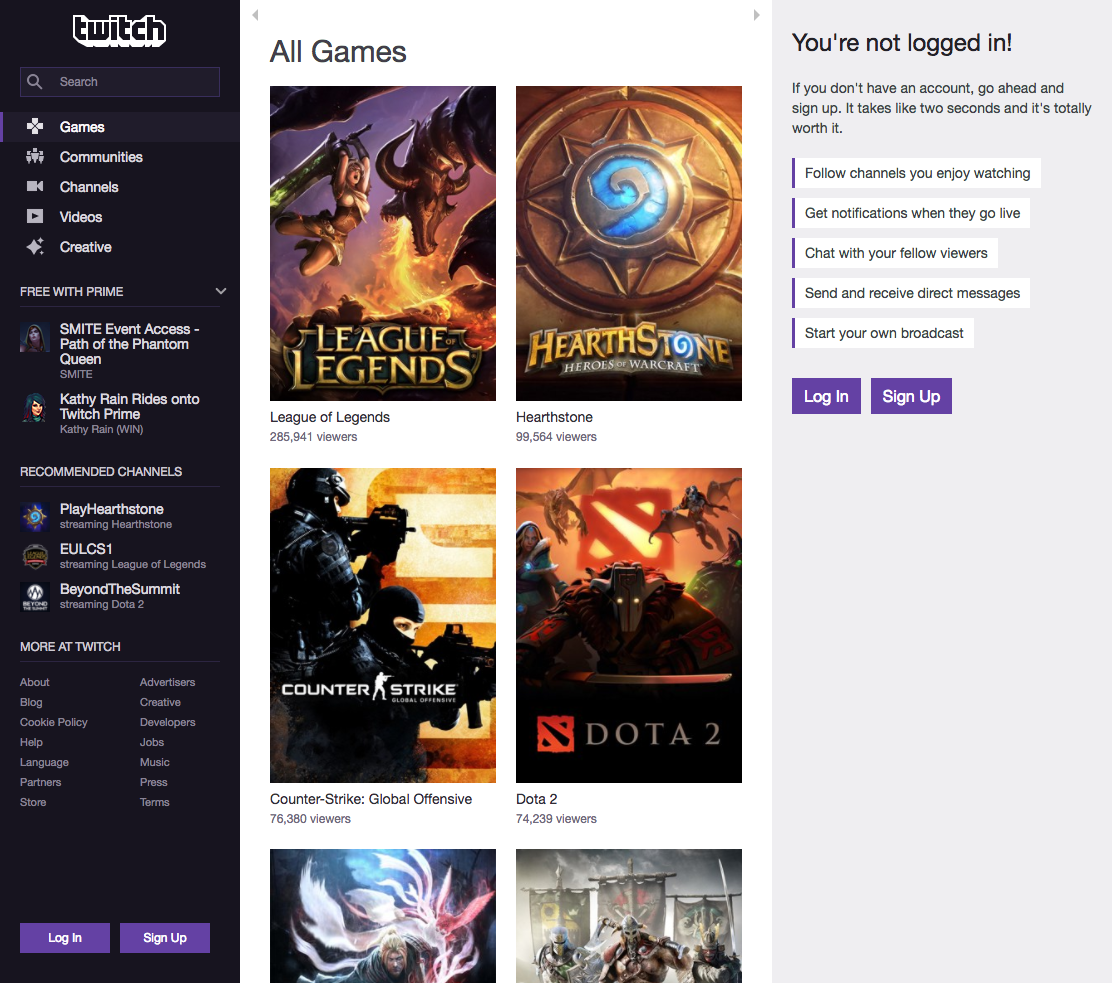 twitch
Search
Games
Communities
Channels
Videos
Creative
FREE WITH PRIME
SMITE Event Access -
Path of the Phantom
Queen
SMITE
Kathy Rain Rides onto
Twitch Prime
Kathy Rain (WIN)
RECOMMENDED CHANNELS
PlayHearthstone
streaming Hearthstone
EULCS1
streaming League of Legends
BEYOND
THE SUMMIT
BeyondTheSummit
streaming Dota 2
MORE AT TWITCH
About
Advertisers
Blog
Creative
Cookie Policy
Developers
Help
Jobs
Language
Music
Partners
Press
Store
Terms
Log In
Sign Up
All Games
LEAGUE OF
LEGENDS
League of Legends
285,941 viewers
HEARTHSTONE
HEROES OF WARCRAFT
Hearthstone
99,564 viewers
COUNTER STRIKE
GLOBAL OFFENSIVE
Counter-Strike: Global Offensive
76,380 viewers
DOTA 2
Dota 2
74,239 viewers
You're not logged in!
If you don't have an account, go ahead and
sign up. It takes like two seconds and it's totally
worth it.
Follow channels you enjoy watching
Get notifications when they go live
Chat with your fellow viewers
Send and receive direct messages
Start your own broadcast
Log In
Sign Up